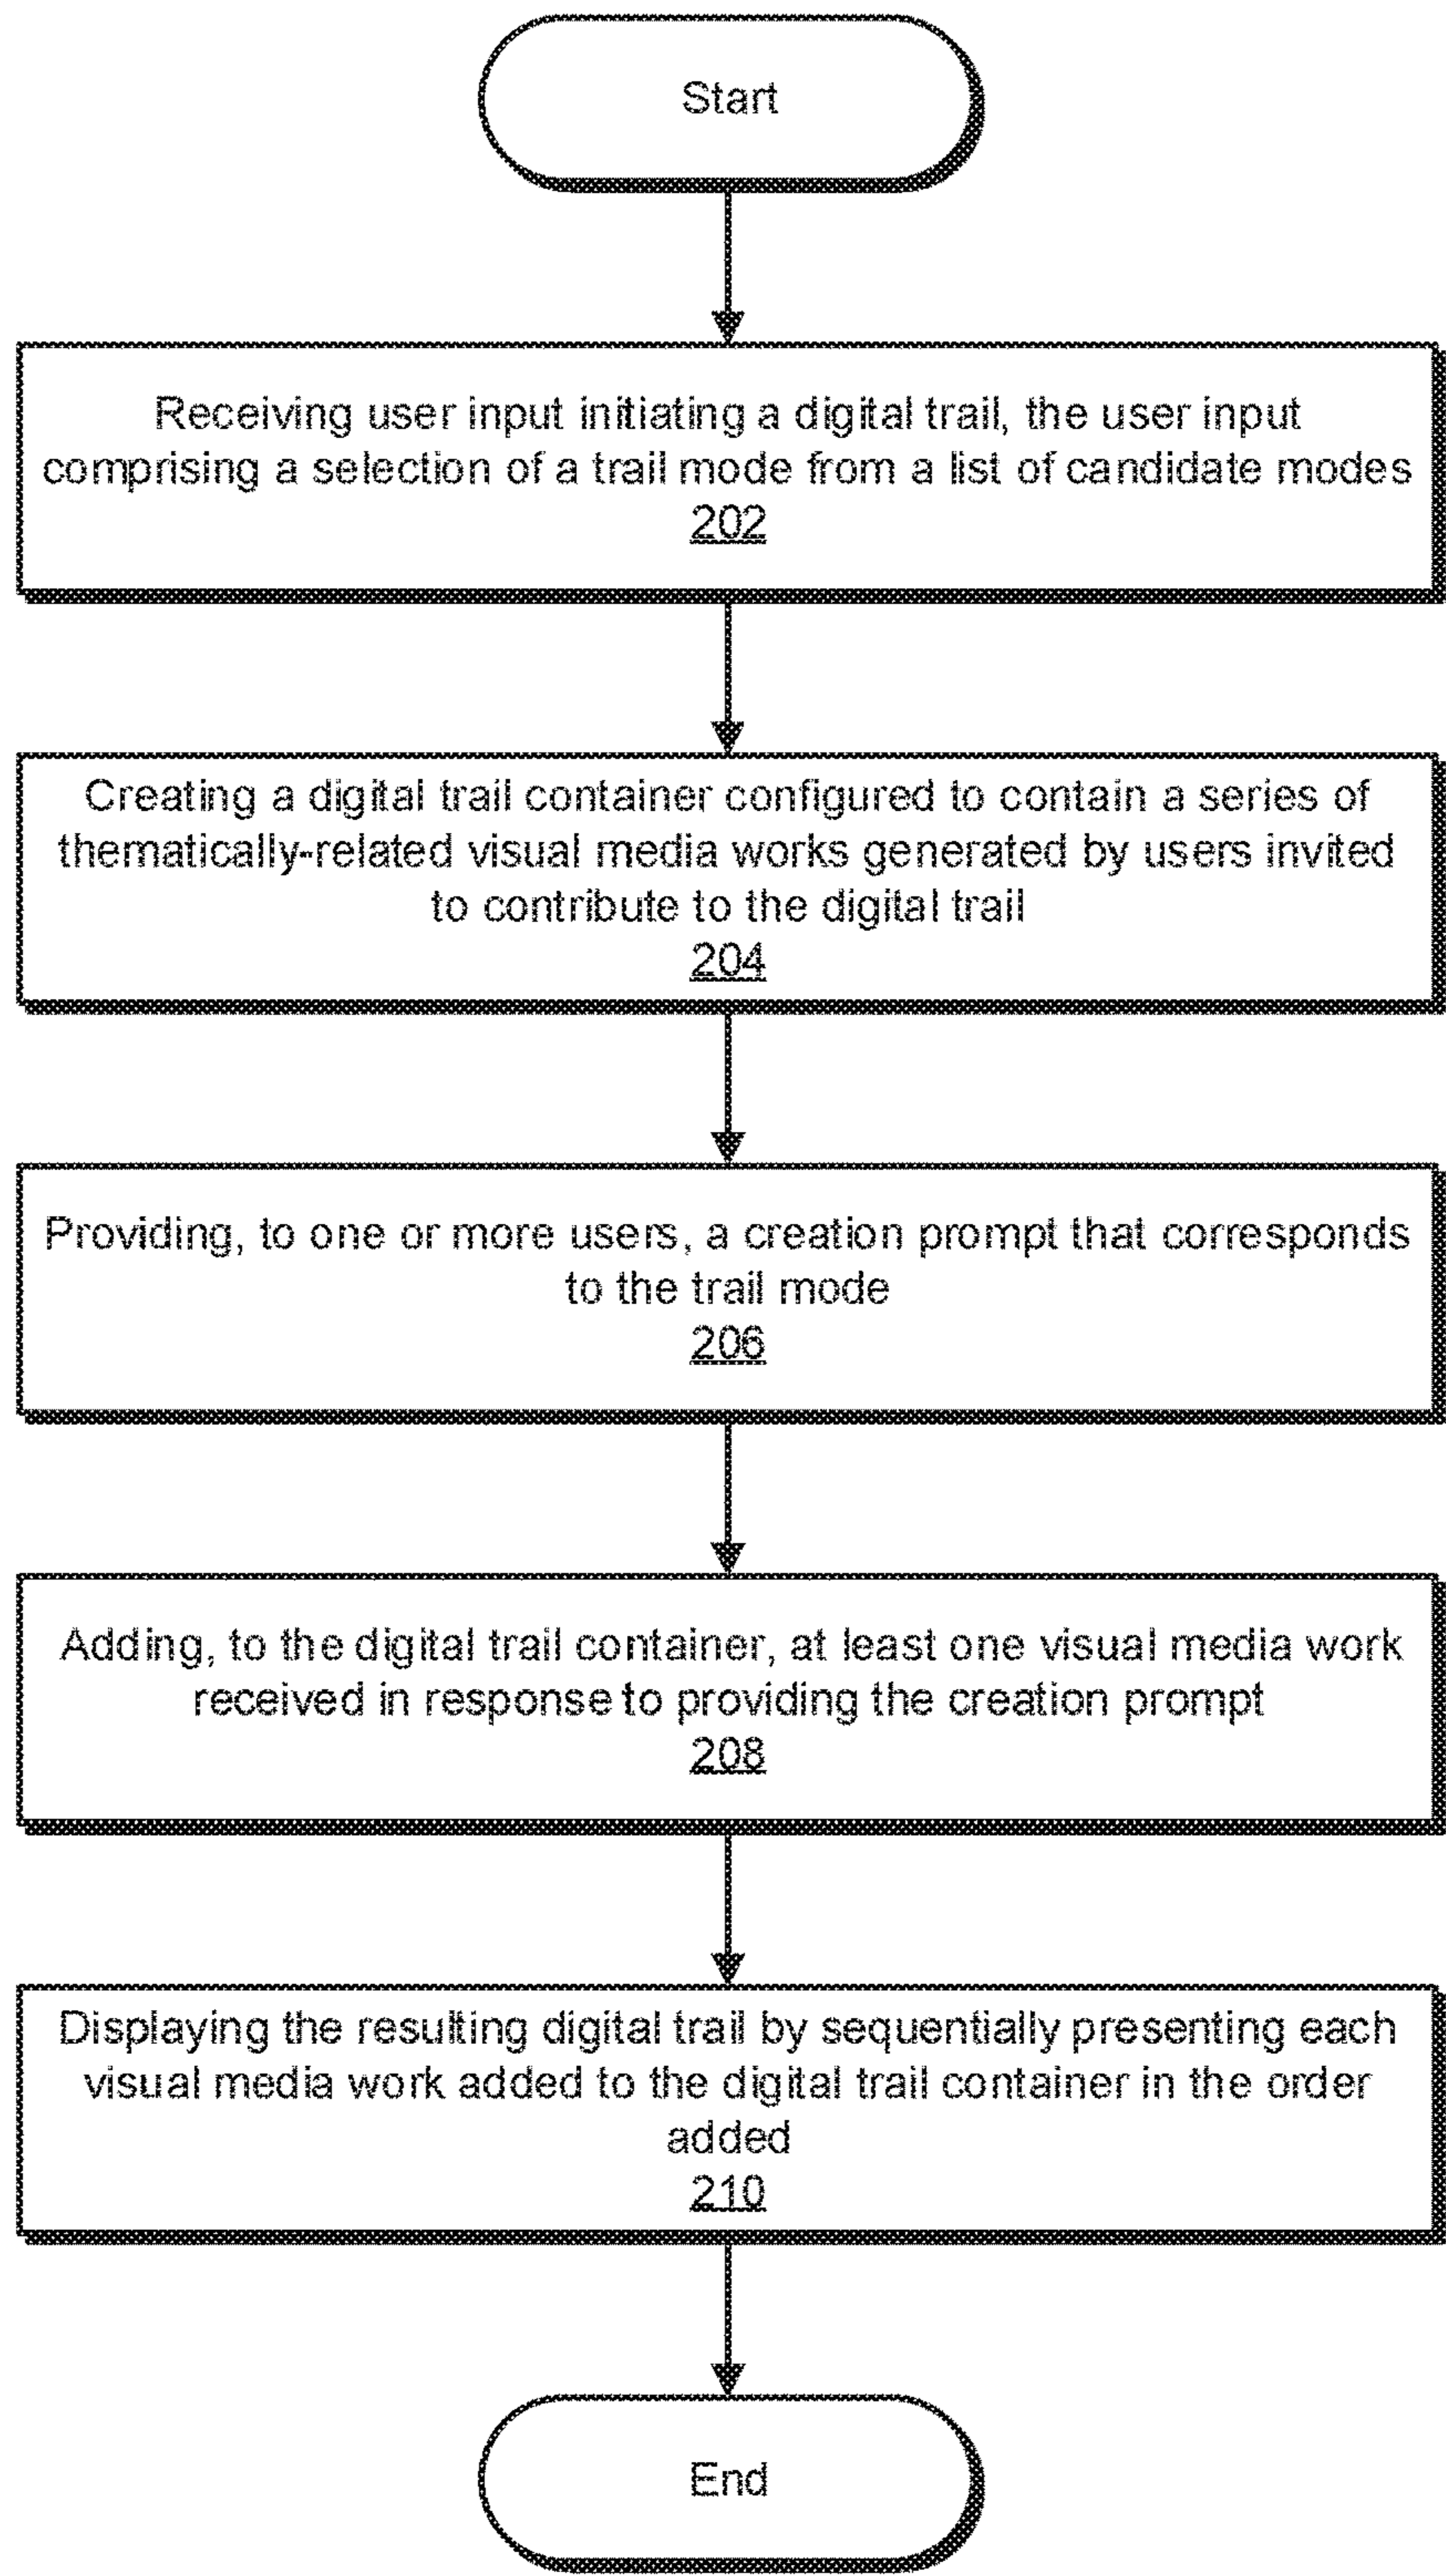 Start
Receiving user input initiating a digital trail, the user input
comprising a selection of a trail mode from a list of candidate modes
202
Creating a digital trail container configured to contain a series of
thematically-related visual media works generated by users invited
to contribute to the digital trail
204
Providing, to one or more users, a creation prompt that corresponds
to the trail mode
206
Adding, to the digital trail container, at least one visual media work
received in response to providing the creation prompt
208
Displaying the resulting digital trail by sequentially presenting each
visual media work added to the digital trail container in the order
added
210
End